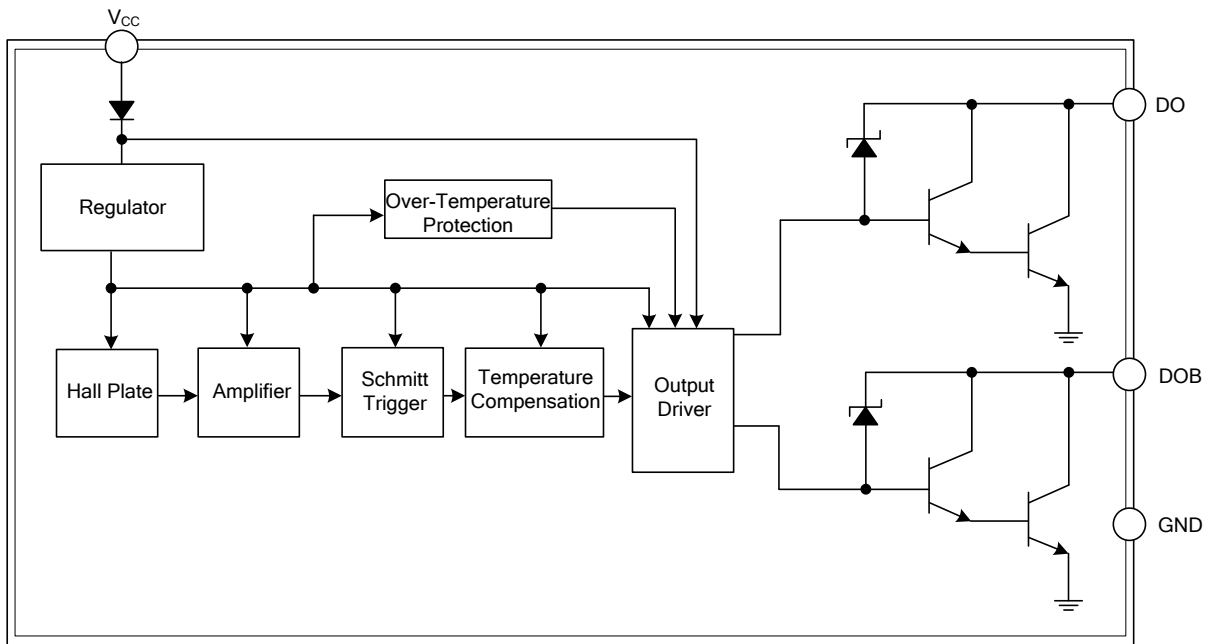 VCC
DO
Regulator
Over-Temperature
Protection
Hall Plate
Amplifier
Schmitt
Trigger
Temperature
Compensation
Output
Driver
DOB
GND